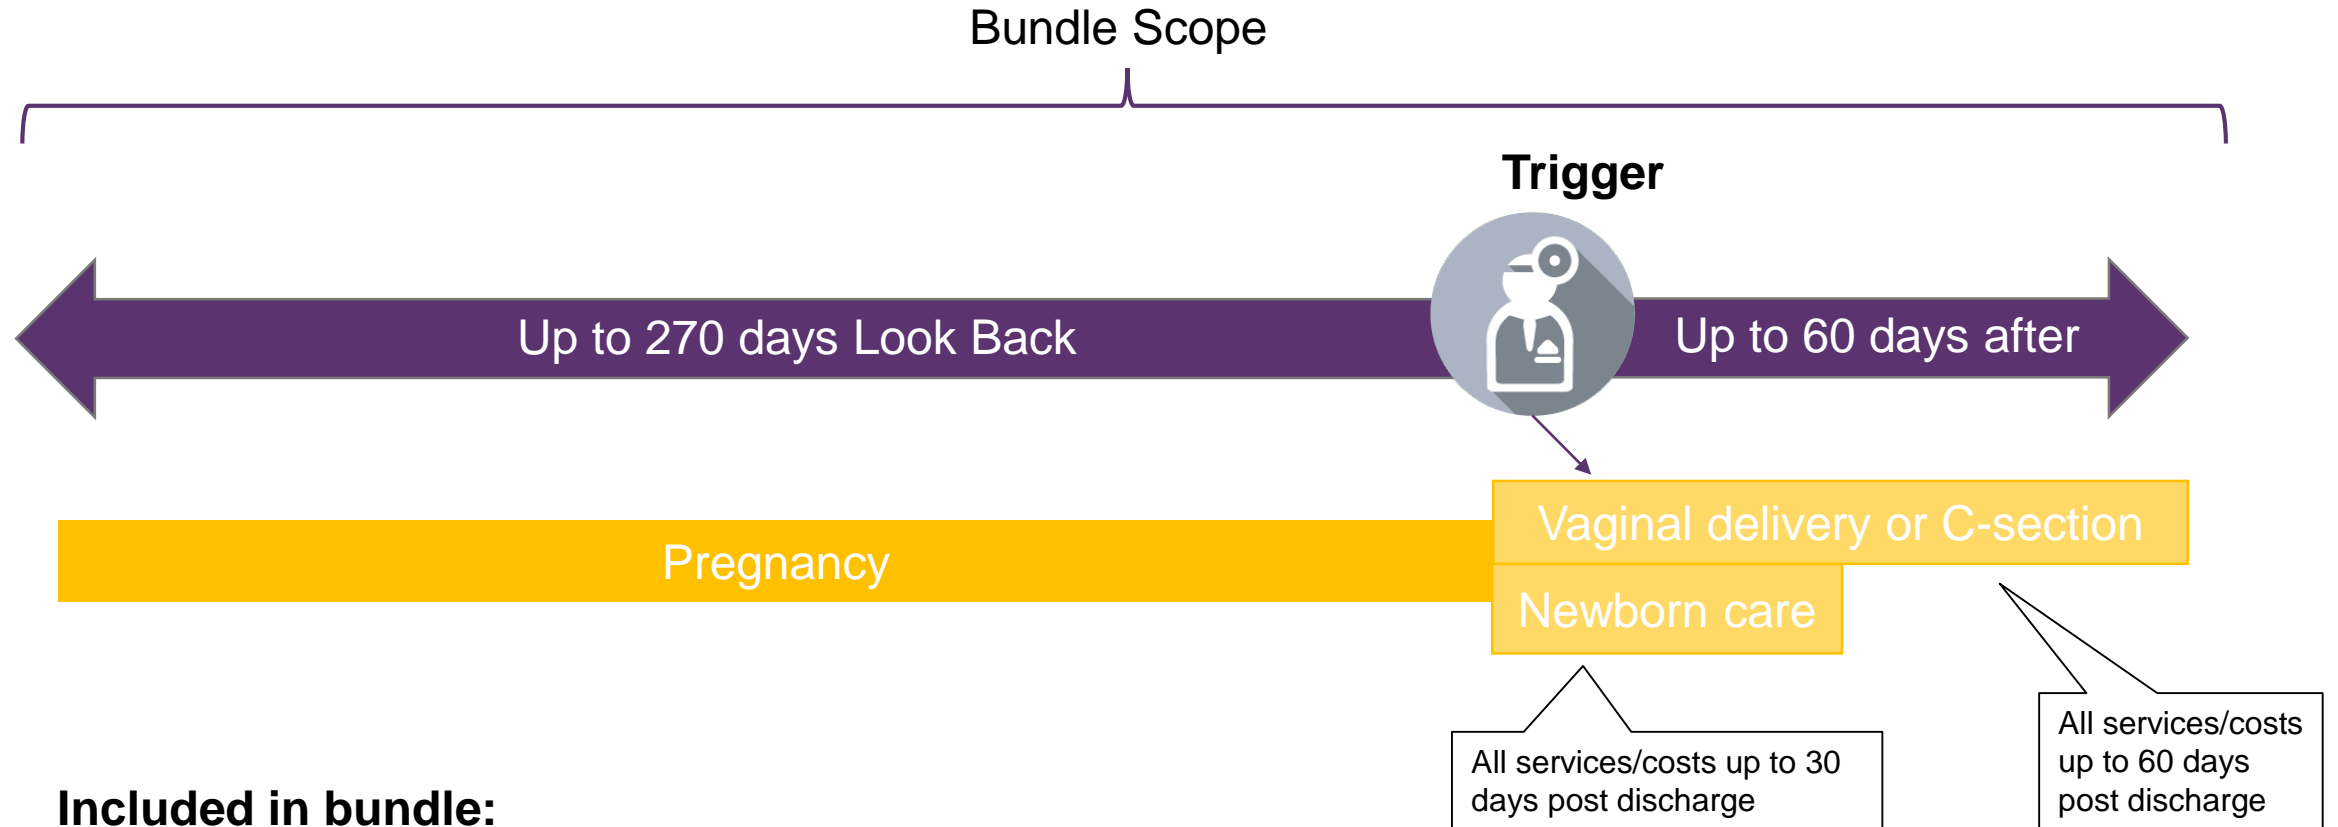 Bundle Scope
Trigger
Up to 270 days Look Back
Up to 60 days after
Vaginal delivery or C-section
Pregnancy
Newborn care
All services/costs up to 30
days post discharge
All services/costs
up to 60 days
post discharge
Included in bundle: